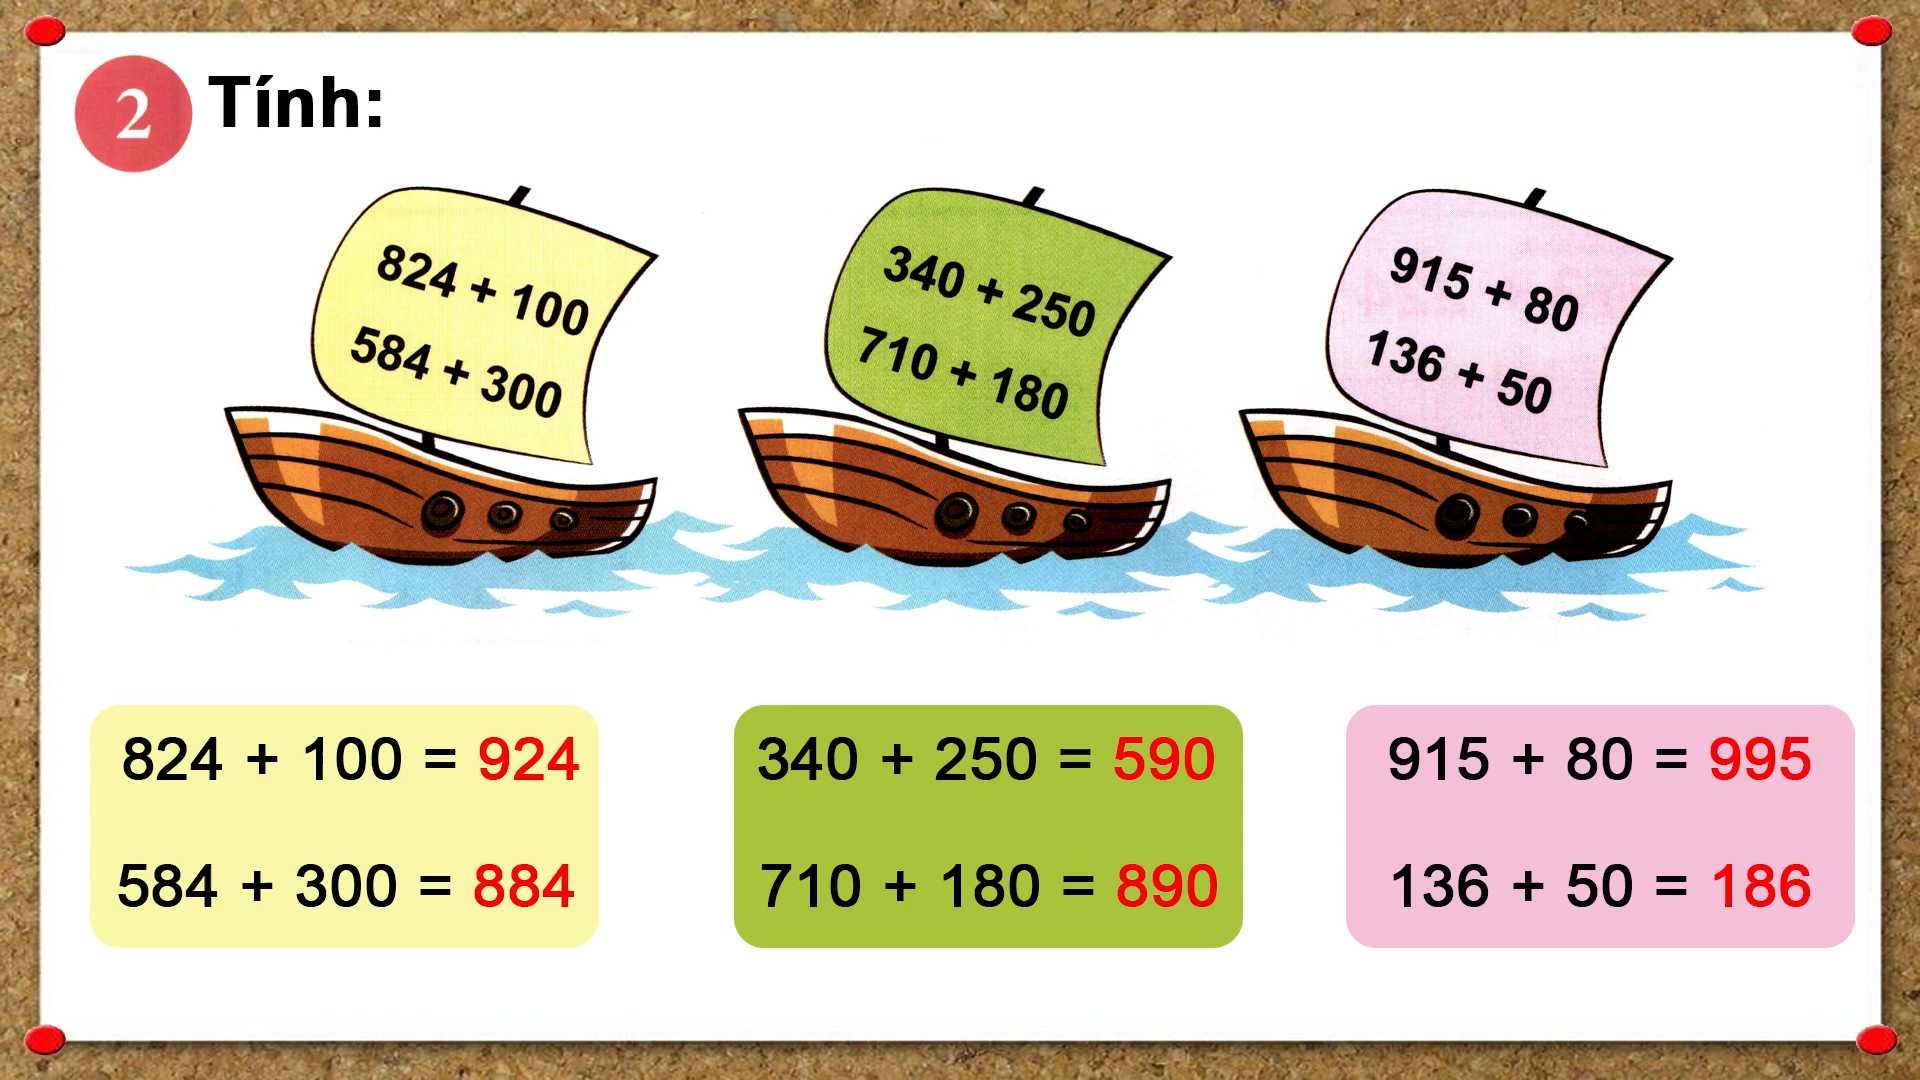 2 Tính:
824 + 100
584 + 300
340 + 250
710 + 180
915 + 80
136 + 50
824 + 100 = 924
584 + 300 = 884
340 + 250 = 590
710 + 180 = 890
915 + 80 = 995
136 + 50 = 186